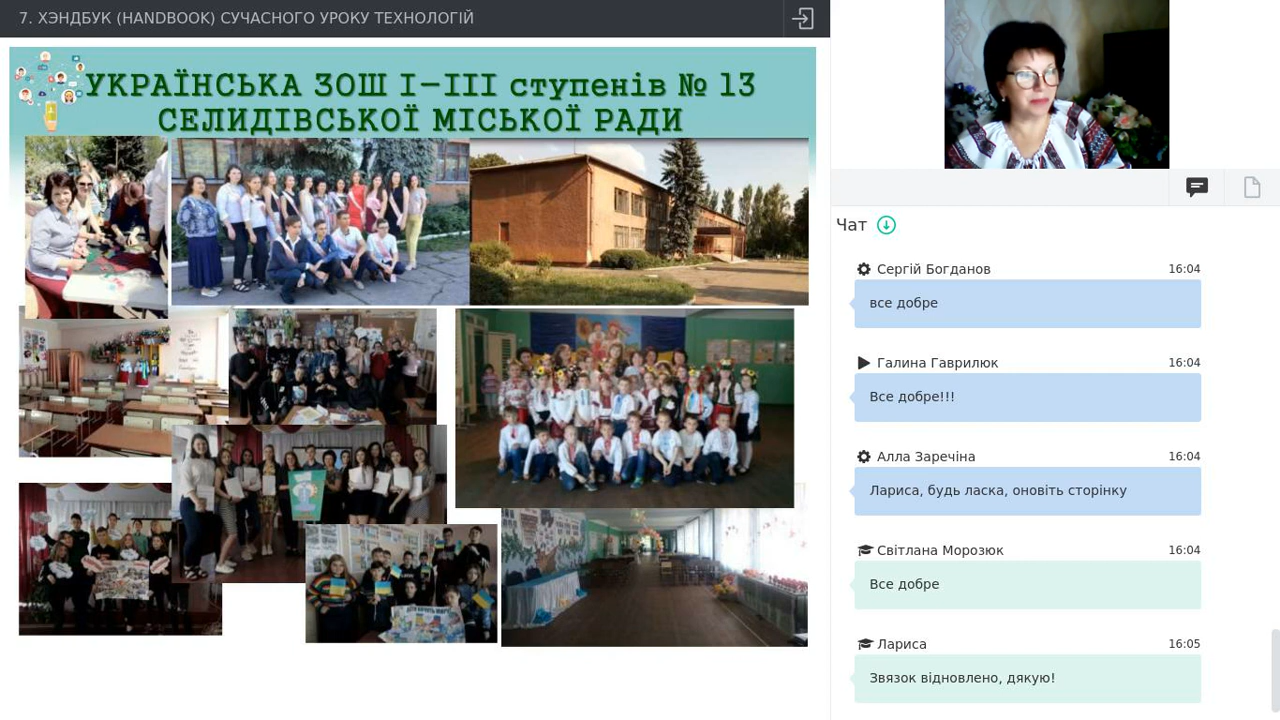 7. ХЭНДБУК (HANDBOOK) СУЧАСНОГО УРОКУ ТЕХНОЛОГІЙ
УКРАЇНСЬКА ЗОШ І-ІІІ ступенів № 13
СЕЛИДІВСЬКОЇ МІСЬКОЇ РАДИ
Чат
Сергій Богданов 16:04
все добре
Галина Гаврилюк 16:04
Все добре!!!
Алла Заречіна 16:04
Лариса, будь ласка, оновіть сторінку
Світлана Морозюк 16:04
Все добре
Лариса 16:05
Звязок відновлено, дякую!